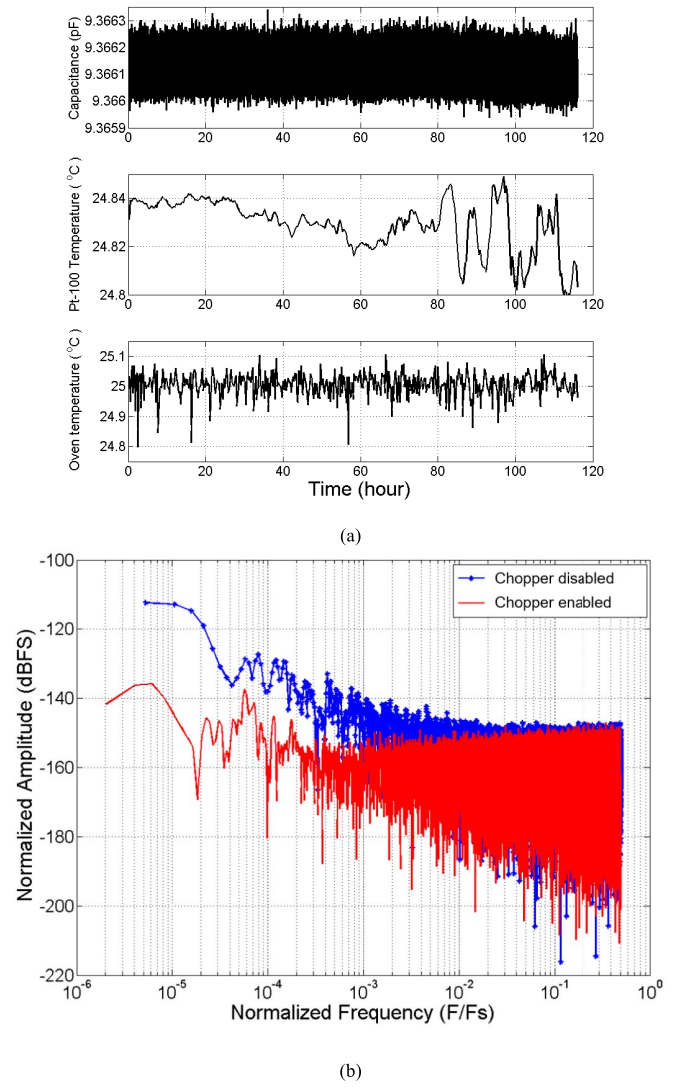 Capacitance (pF)
9.3663
9.3662
9.3661
9.366
9.3659
0 20 40 60 80 100 120
Pt-100 Temperature ( °C )
24.84
24.82
24.8
0 20 40 60 80 100 120
Oven temperature ( °C )
25.1
25
24.9
24.8
0 20 40 60 80 100 120
Time (hour)
(a)
Normalized Amplitude (dBFS)
-100
-120
-140
-160
-180
-200
-220
Chopper disabled
Chopper enabled
10^-6 10^-5 10^-4 10^-3 10^-2 10^-1 10^0
Normalized Frequency (F/Fs)
(b)